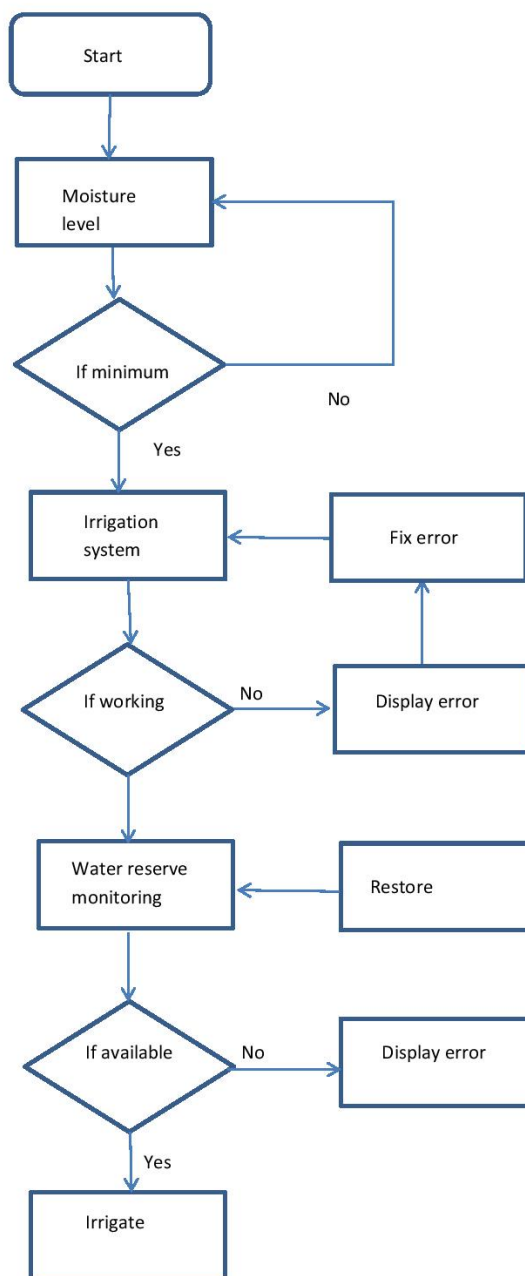 Start
Moisture
level
If minimum
No
Yes
Irrigation
system
Fix error
If working
No
Display error
Water reserve
monitoring
Restore
If available
No
Display error
Yes
Irrigate